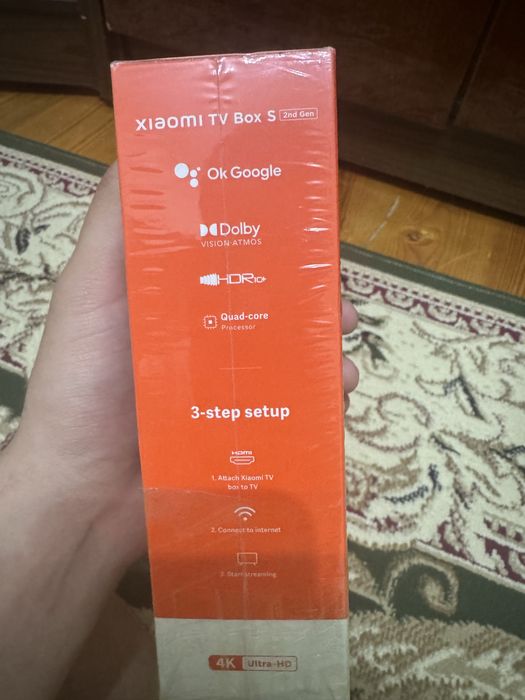 xiaomi TV Box S 2nd Gen
Ok Google
Dolby
VISION·ATMOS
HDR10+
Quad-core
Processor
3-step setup
HDMI
1. Attach Xiaomi TV
box to TV
2. Connect to internet
3. Start streaming
4K Ultra-HD